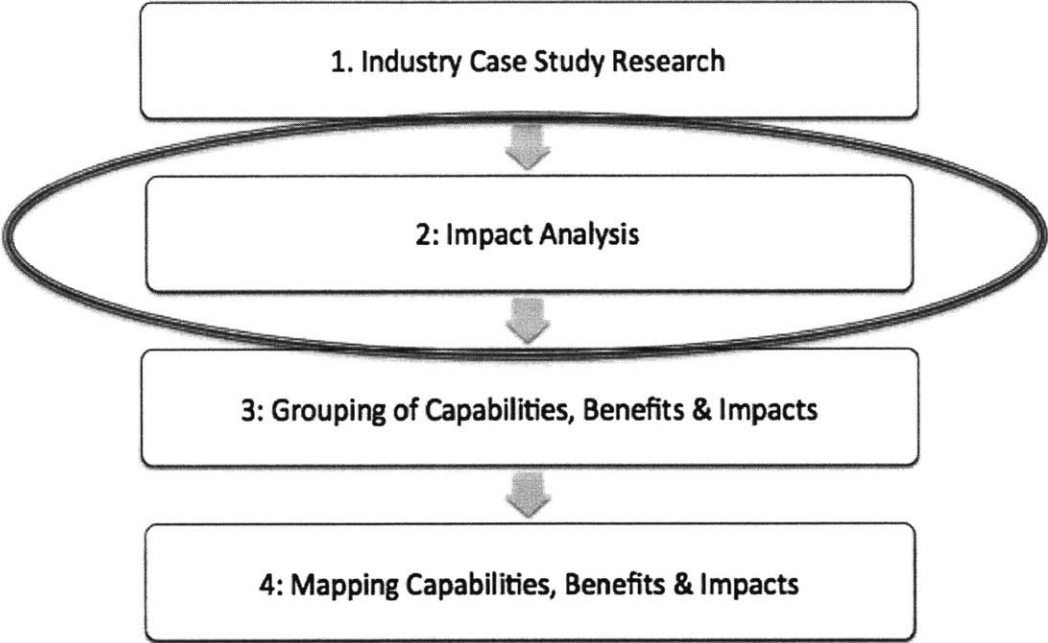 1. Industry Case Study Research
2: Impact Analysis
3: Grouping of Capabilities, Benefits & Impacts
4: Mapping Capabilities, Benefits & Impacts